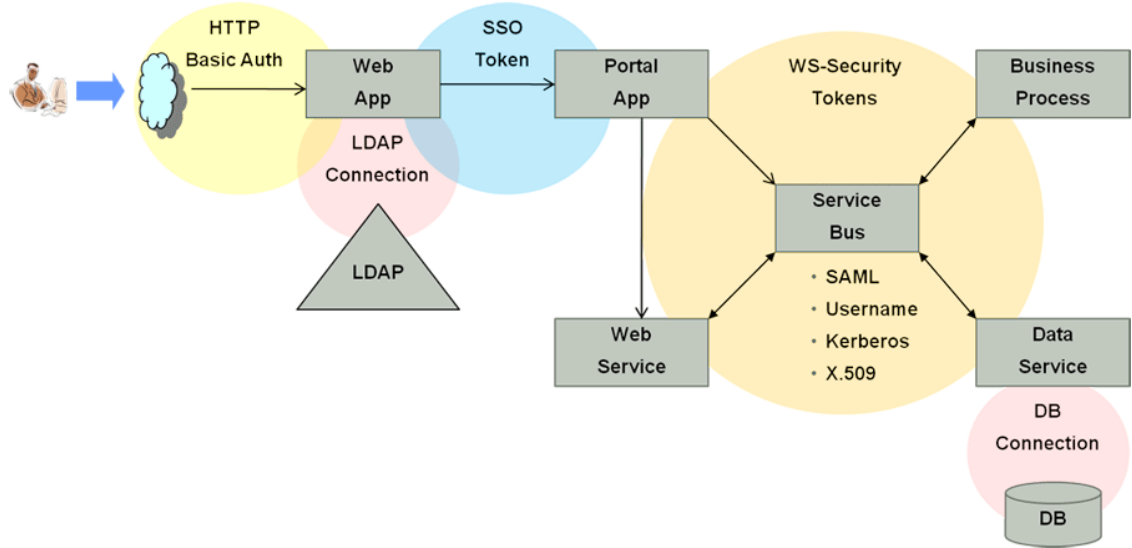 HTTP
Basic Auth
SSO
Token
Web
App
Portal
App
WS-Security
Tokens
Business
Process
LDAP
Connection
LDAP
Service
Bus
• SAML
• Username
• Kerberos
• X.509
Web
Service
Data
Service
DB
Connection
DB